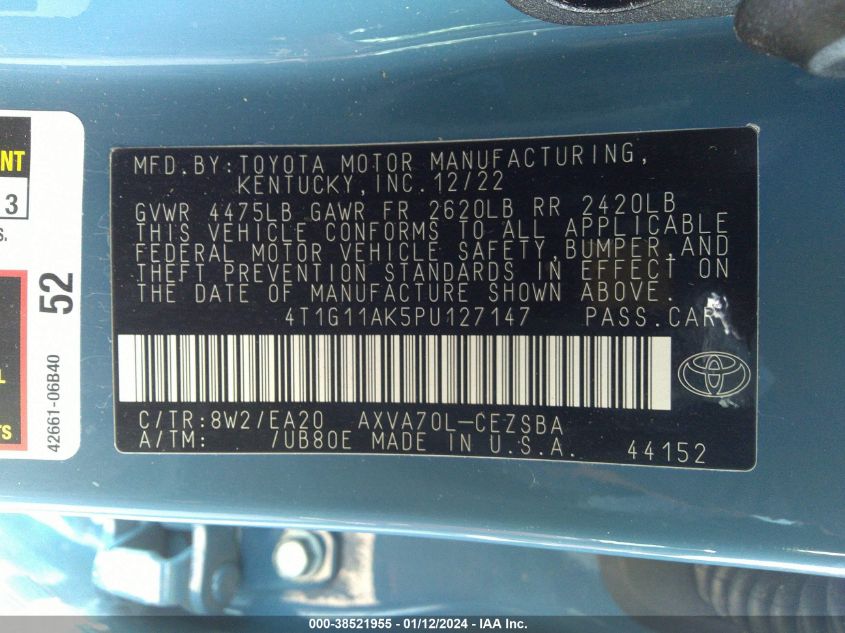 NT
3
S.
L
TS
52
42661-06B40
MFD.BY:TOYOTA MOTOR MANUFACTURING,
KENTUCKY,INC.12/22
GVWR 4475LB GAWR FR 2620LB RR 2420LB
THIS VEHICLE CONFORMS TO ALL APPLICABLE
FEDERAL MOTOR VEHICLE SAFETY,BUMPER,AND
THEFT PREVENTION STANDARDS IN EFFECT ON
THE DATE OF MANUFACTURE SHOWN ABOVE.
4T1G11AK5PU127147 PASS.CAR
C/TR:8W2/EA20 AXVA70L-CEZSBA
A/TM: /UB80E MADE IN U.S.A.
44152
000-38521955 - 01/12/2024 - IAA Inc.